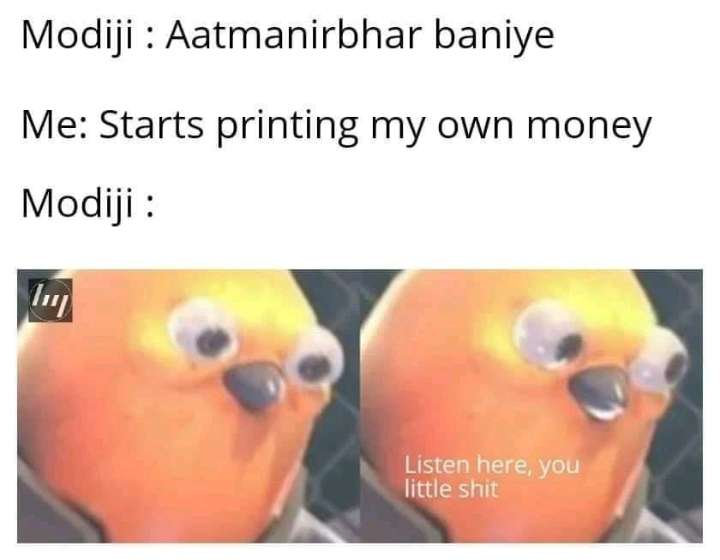 Modiji : Aatmanirbhar baniye
Me: Starts printing my own money
Modiji :
Listen here, you
little shit